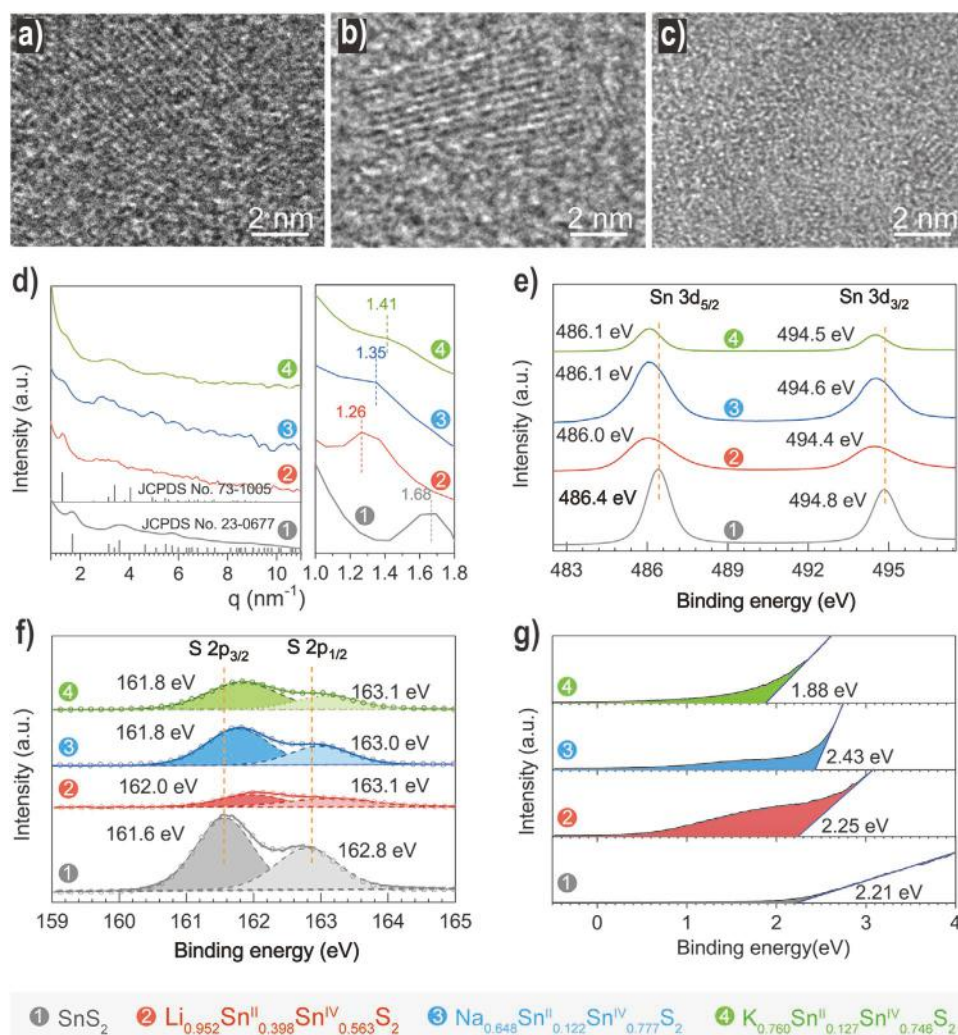 a)
b)
c)
2 nm
2 nm
2 nm
d)
e)
Intensity (a.u.)
4
3
2
JCPDS No. 73-1005
JCPDS No. 23-0677
1
0 2 4 6 8 10
q (nm⁻¹)
1.41
4
1.35
3
1.26
2
1.68
1
1.0 1.2 1.4 1.6 1.8
Sn 3d₅/₂ Sn 3d₃/₂
486.1 eV 4 494.5 eV
486.1 eV 3 494.6 eV
486.0 eV 2 494.4 eV
486.4 eV 1 494.8 eV
Intensity (a.u.)
483 486 489 492 495
Binding energy (eV)
f)
g)
S 2p₃/₂ S 2p₁/₂
4 161.8 eV 163.1 eV
3 161.8 eV 163.0 eV
2 162.0 eV 163.1 eV
1 161.6 eV 162.8 eV
Intensity (a.u.)
159 160 161 162 163 164 165
Binding energy (eV)
4 1.88 eV
3 2.43 eV
2 2.25 eV
1 2.21 eV
Intensity (a.u.)
0 1 2 3 4
Binding energy(eV)
1 SnS₂ 2 Li₀.₉₅₂Snᴵᴵ₀.₃₉₈Snᴵⱽ₀.₅₆₃S₂ 3 Na₀.₆₄₈Snᴵᴵ₀.₁₂₂Snᴵⱽ₀.₇₇₇S₂ 4 K₀.₇₆₀Snᴵᴵ₀.₁₂₇Snᴵⱽ₀.₇₄₆S₂